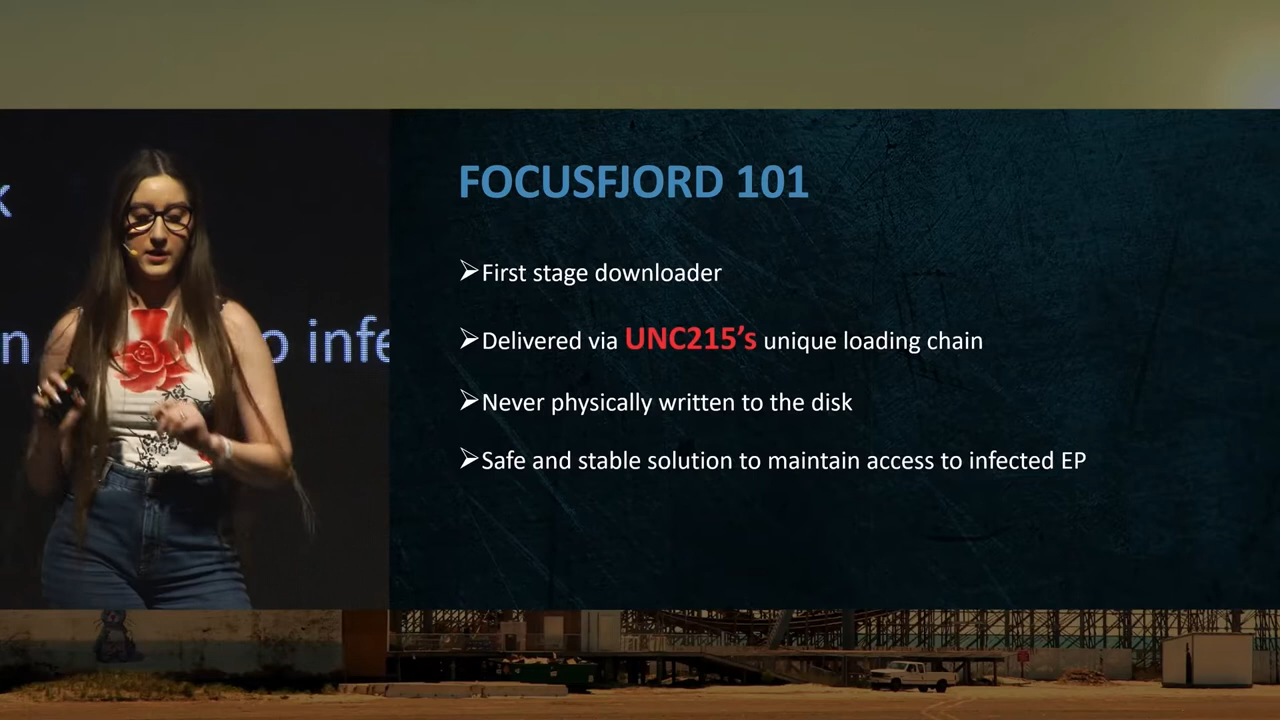 FOCUSFJORD 101
➢First stage downloader
➢Delivered via UNC215's unique loading chain
➢Never physically written to the disk
➢Safe and stable solution to maintain access to infected EP
k
n
o infe